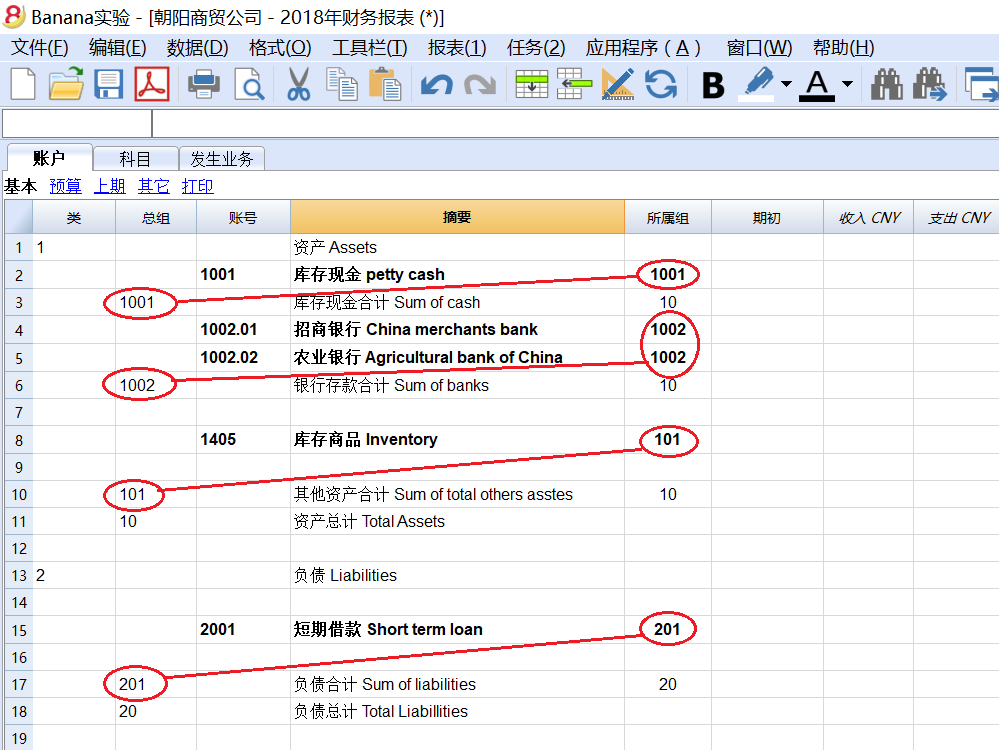 Banana实验 - [朝阳商贸公司 - 2018年财务报表 (*)]
文件(F) 编辑(E) 数据(D) 格式(O) 工具栏(T) 报表(1) 任务(2) 应用程序（A） 窗口(W) 帮助(H)
B A
账户 科目 发生业务
基本 预算 上期 其它 打印
类 总组 账号 摘要 所属组 期初 收入 CNY 支出 CNY
1 1 资产 Assets
2 1001 库存现金 petty cash 1001
3 1001 库存现金合计 Sum of cash 10
4 1002.01 招商银行 China merchants bank 1002
5 1002.02 农业银行 Agricultural bank of China 1002
6 1002 银行存款合计 Sum of banks 10
7
8 1405 库存商品 Inventory 101
9
10 101 其他资产合计 Sum of total others asstes 10
11 10 资产总计 Total Assets
12
13 2 负债 Liabilities
14
15 2001 短期借款 Short term loan 201
16
17 201 负债合计 Sum of liabilities 20
18 20 负债总计 Total Liabillities
19